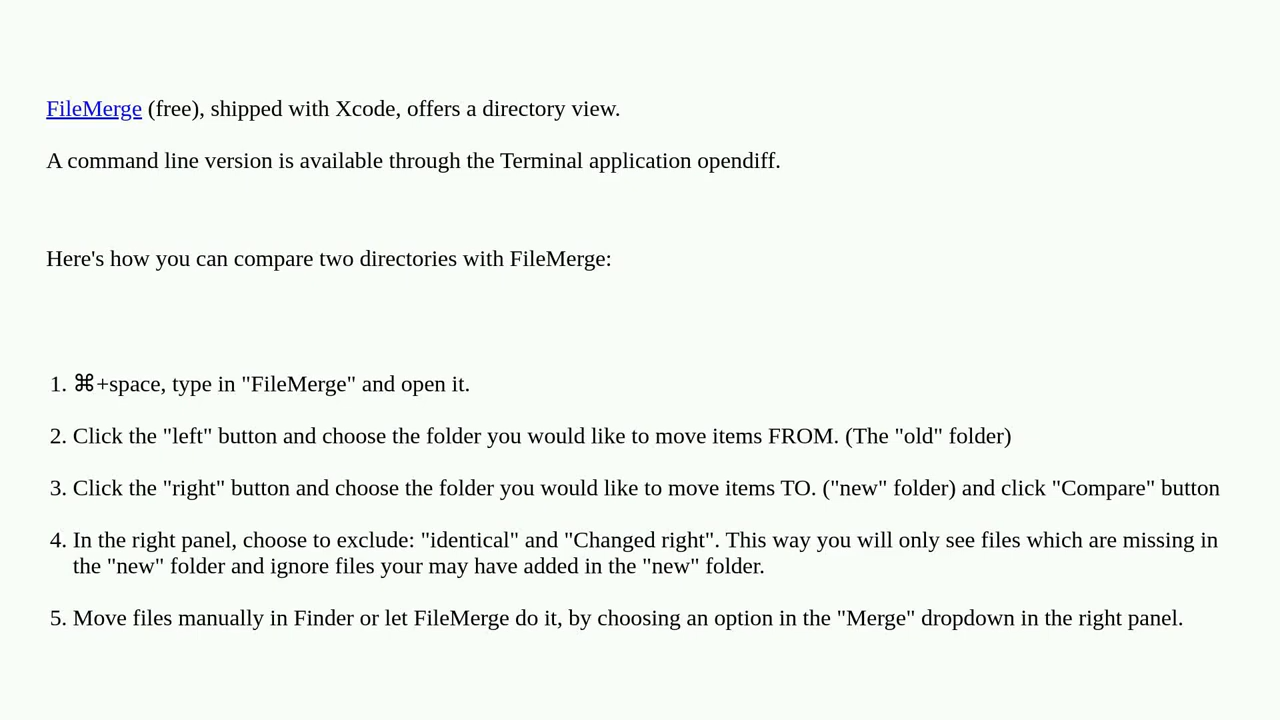 FileMerge (free), shipped with Xcode, offers a directory view.
A command line version is available through the Terminal application opendiff.
Here's how you can compare two directories with FileMerge:
1. ⌘+space, type in "FileMerge" and open it.
2. Click the "left" button and choose the folder you would like to move items FROM. (The "old" folder)
3. Click the "right" button and choose the folder you would like to move items TO. ("new" folder) and click "Compare" button
4. In the right panel, choose to exclude: "identical" and "Changed right". This way you will only see files which are missing in
the "new" folder and ignore files your may have added in the "new" folder.
5. Move files manually in Finder or let FileMerge do it, by choosing an option in the "Merge" dropdown in the right panel.